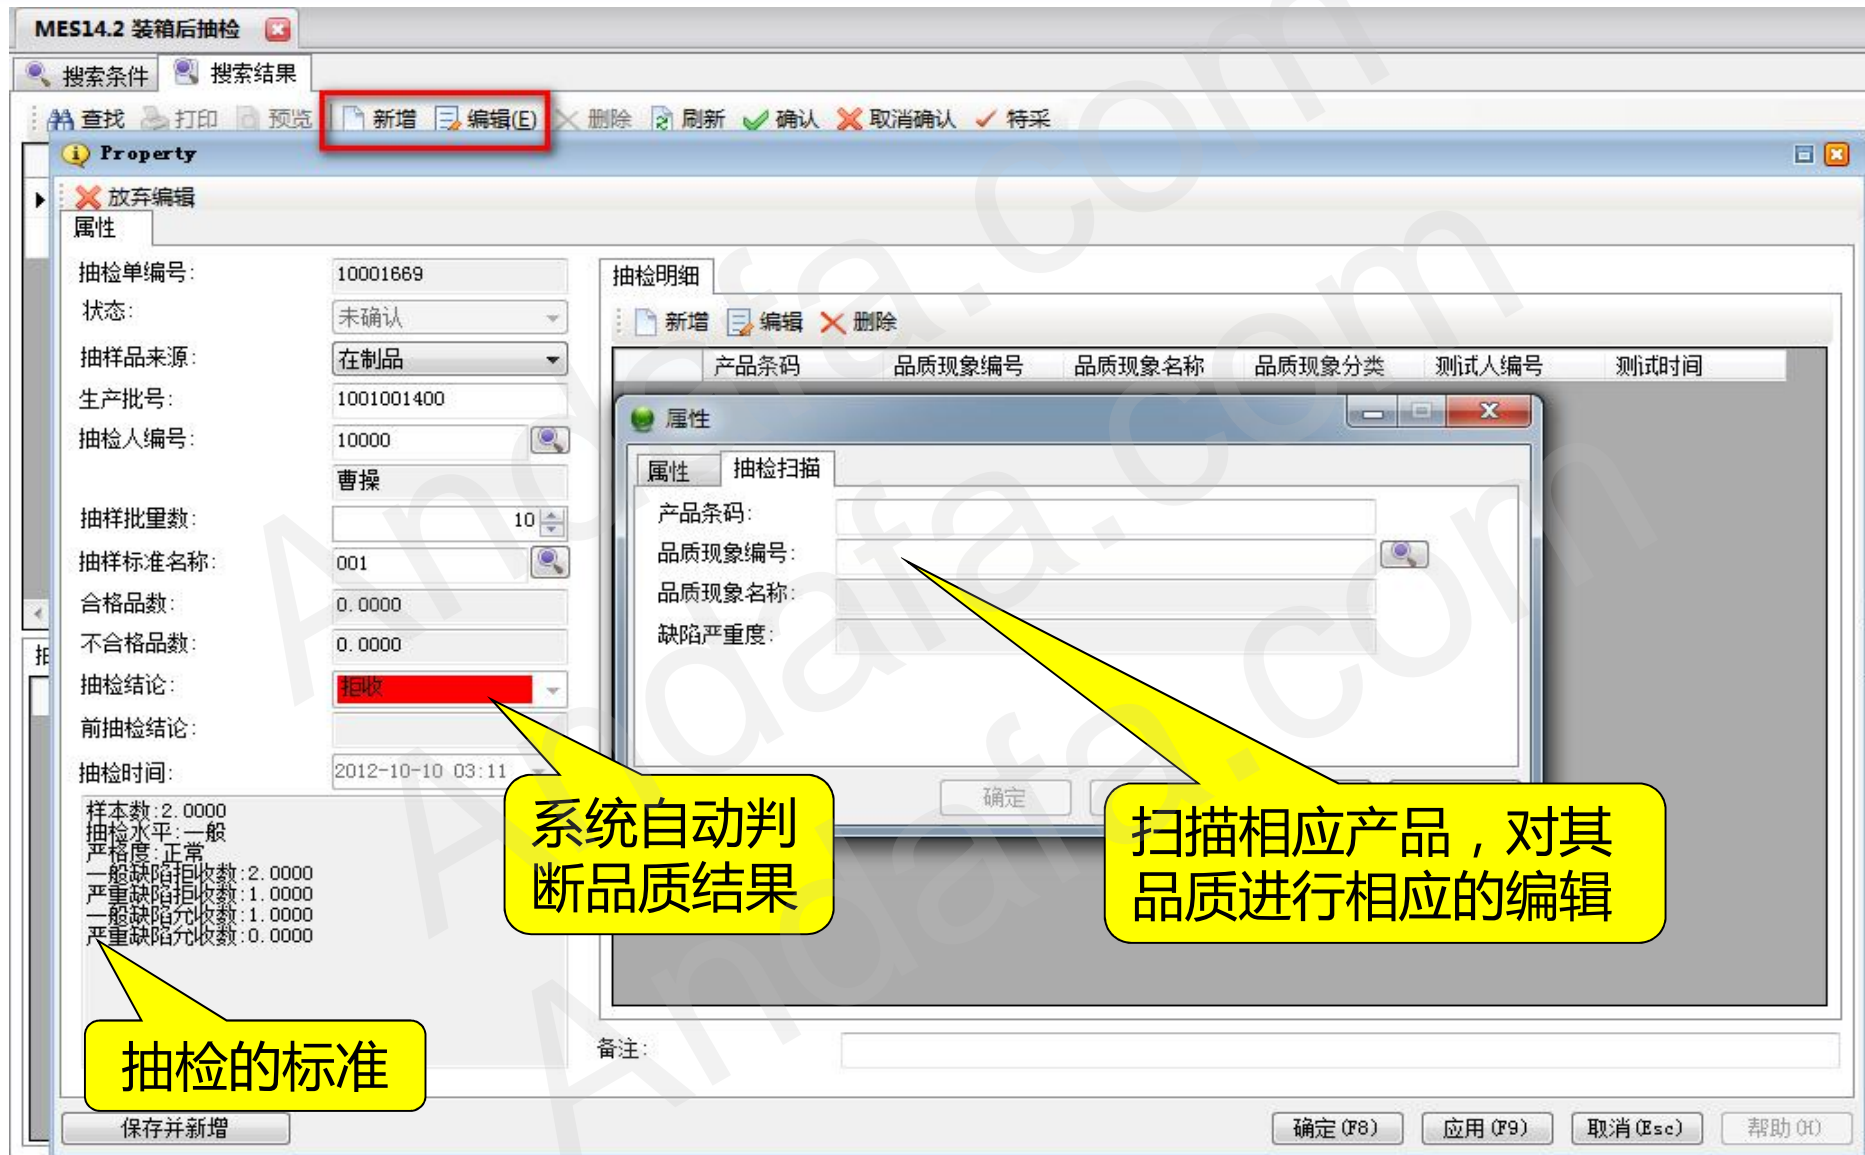 MES14.2 装箱后抽检
搜索条件 搜索结果
查找 打印 预览 新增 编辑(E) 删除 刷新 确认 取消确认 特采
Property
放弃编辑
属性
抽检单编号: 10001669
状态: 未确认
抽样品来源: 在制品
生产批号: 1001001400
抽检人编号: 10000
曹操
抽样批里数: 10
抽样标准名称: 001
合格品数: 0.0000
不合格品数: 0.0000
抽检结论: 拒收
前抽检结论:
抽检时间: 2012-10-10 03:11
样本数:2.0000
抽检水平:一般
严格度:正常
一般缺陷拒收数:2.0000
严重缺陷拒收数:1.0000
一般缺陷允收数:1.0000
严重缺陷允收数:0.0000
抽检明细
新增 编辑 删除
产品条码 品质现象编号 品质现象名称 品质现象分类 测试人编号 测试时间
属性
属性 抽检扫描
产品条码:
品质现象编号:
品质现象名称:
缺陷严重度:
确定
系统自动判
断品质结果
扫描相应产品，对其
品质进行相应的编辑
抽检的标准
备注:
保存并新增 确定(F8) 应用(F9) 取消(Esc) 帮助(H)
Andafa.com
Andafa.com
Andafa.com